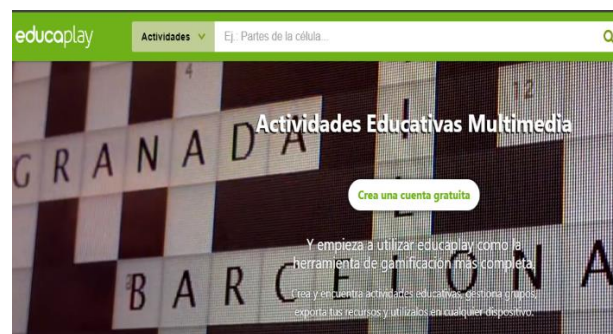 educaplay
Actividades
Ej.: Partes de la célula...
4
12
Actividades Educativas Multimedia
GRANADA
I
L
Crea una cuenta gratuita
Y empieza a utilizar educaplay como la
herramienta de gamificación más completa.
BARCELONA
Crea y encuentra actividades educativas, gestiona grupos,
exporta tus recursos y utilízalos en cualquier dispositivo.